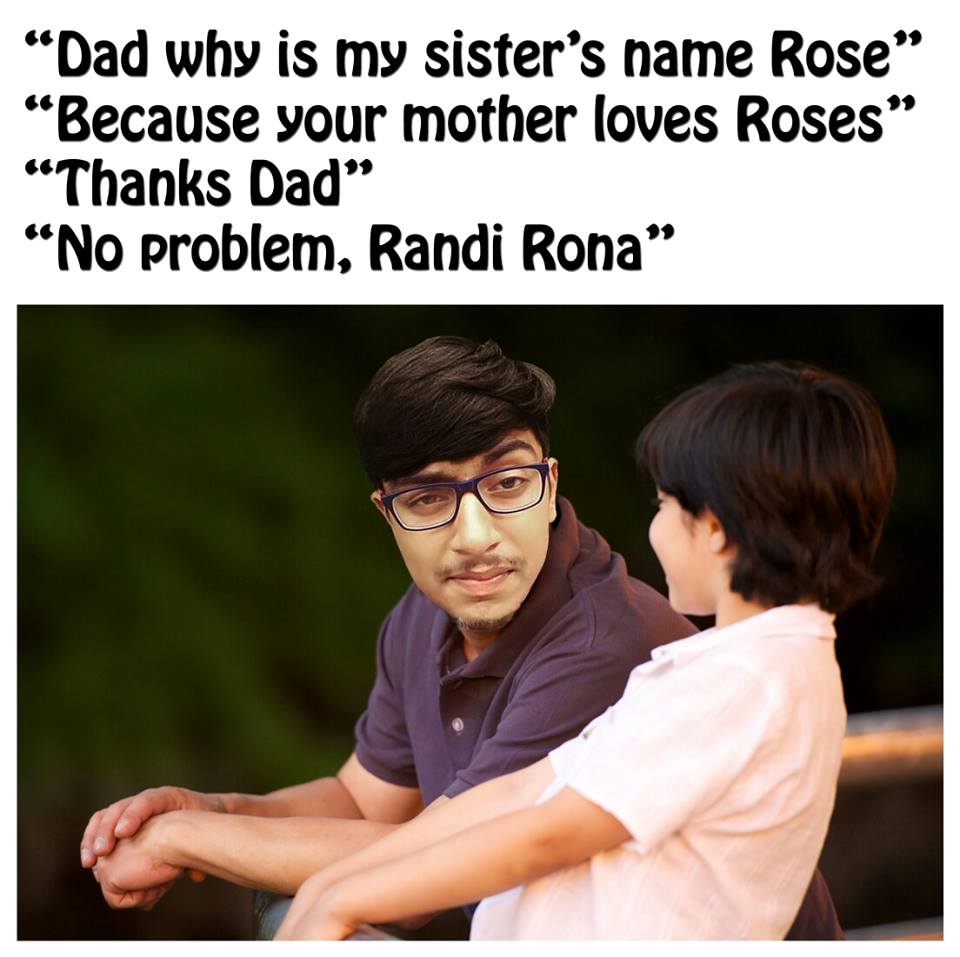 “Dad why is my sister’s name Rose”
“Because your mother loves Roses”
“Thanks Dad”
“No problem, Randi Rona”